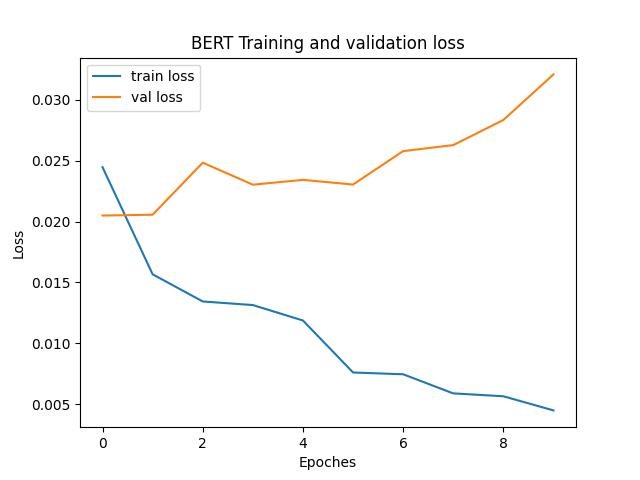 BERT Training and validation loss
train loss
val loss
0.030
0.025
0.020
0.015
0.010
0.005
Loss
0 2 4 6 8
Epoches